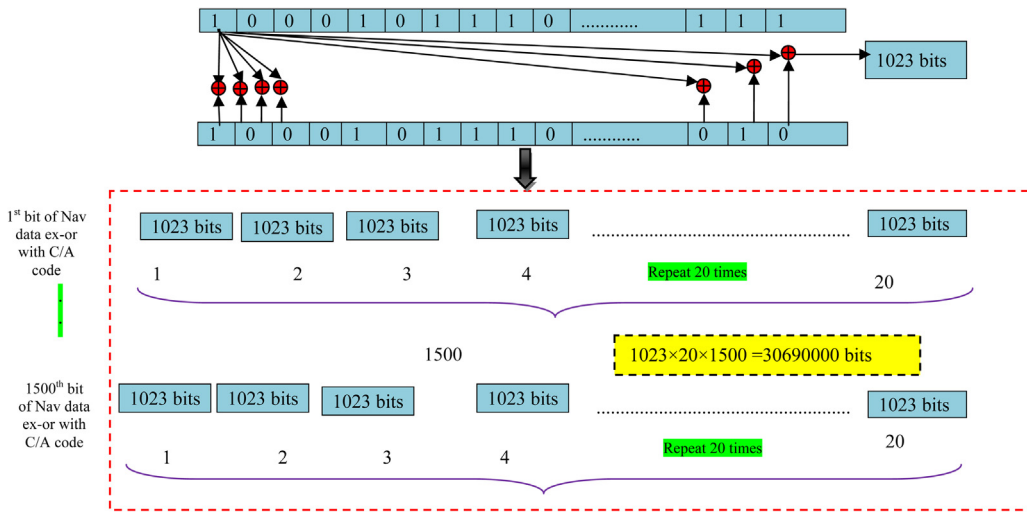 1 0 0 0 1 0 1 1 1 0 ............ 1 1 1
1023 bits
1 0 0 0 1 0 1 1 1 0 ............ 0 1 0
1st bit of Nav
data ex-or
with C/A
code
.
.
1023 bits 1023 bits 1023 bits 1023 bits ............................................................ 1023 bits
1 2 3 4 Repeat 20 times 20
1500 1023×20×1500 =30690000 bits
1500th bit
of Nav data
ex-or with
C/A code
1023 bits 1023 bits 1023 bits 1023 bits ............................................................ 1023 bits
1 2 3 4 Repeat 20 times 20